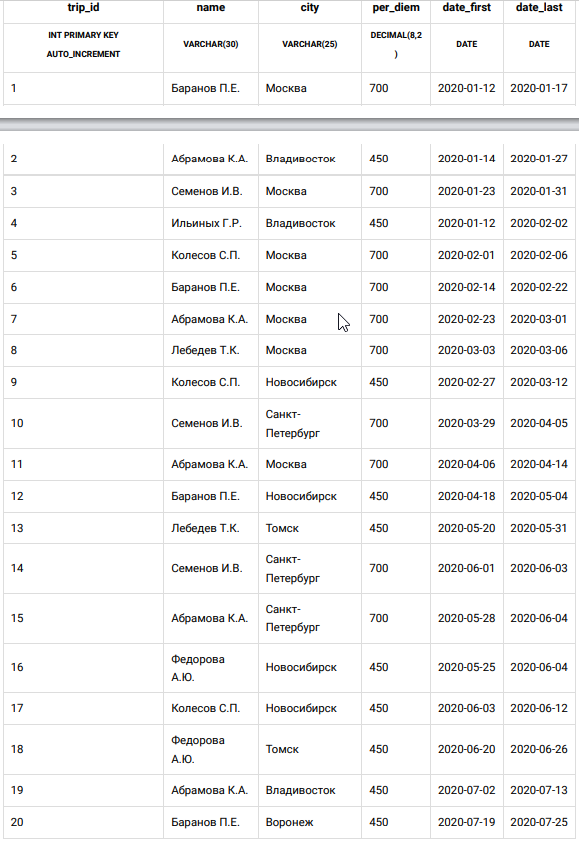 trip_id name city per_diem date_first date_last
INT PRIMARY KEY
AUTO_INCREMENT
VARCHAR(30) VARCHAR(25)
DECIMAL(8,2
)
DATE DATE
1 Баранов П.Е. Москва 700 2020-01-12 2020-01-17
2 Абрамова К.А. Владивосток 450 2020-01-14 2020-01-27
3 Семенов И.В. Москва 700 2020-01-23 2020-01-31
4 Ильиных Г.Р. Владивосток 450 2020-01-12 2020-02-02
5 Колесов С.П. Москва 700 2020-02-01 2020-02-06
6 Баранов П.Е. Москва 700 2020-02-14 2020-02-22
7 Абрамова К.А. Москва 700 2020-02-23 2020-03-01
8 Лебедев Т.К. Москва 700 2020-03-03 2020-03-06
9 Колесов С.П. Новосибирск 450 2020-02-27 2020-03-12
10 Семенов И.В.
Санкт-
Петербург
700 2020-03-29 2020-04-05
11 Абрамова К.А. Москва 700 2020-04-06 2020-04-14
12 Баранов П.Е. Новосибирск 450 2020-04-18 2020-05-04
13 Лебедев Т.К. Томск 450 2020-05-20 2020-05-31
14 Семенов И.В.
Санкт-
Петербург
700 2020-06-01 2020-06-03
15 Абрамова К.А.
Санкт-
Петербург
700 2020-05-28 2020-06-04
16
Федорова
А.Ю.
Новосибирск 450 2020-05-25 2020-06-04
17 Колесов С.П. Новосибирск 450 2020-06-03 2020-06-12
18
Федорова
А.Ю.
Томск 450 2020-06-20 2020-06-26
19 Абрамова К.А. Владивосток 450 2020-07-02 2020-07-13
20 Баранов П.Е. Воронеж 450 2020-07-19 2020-07-25